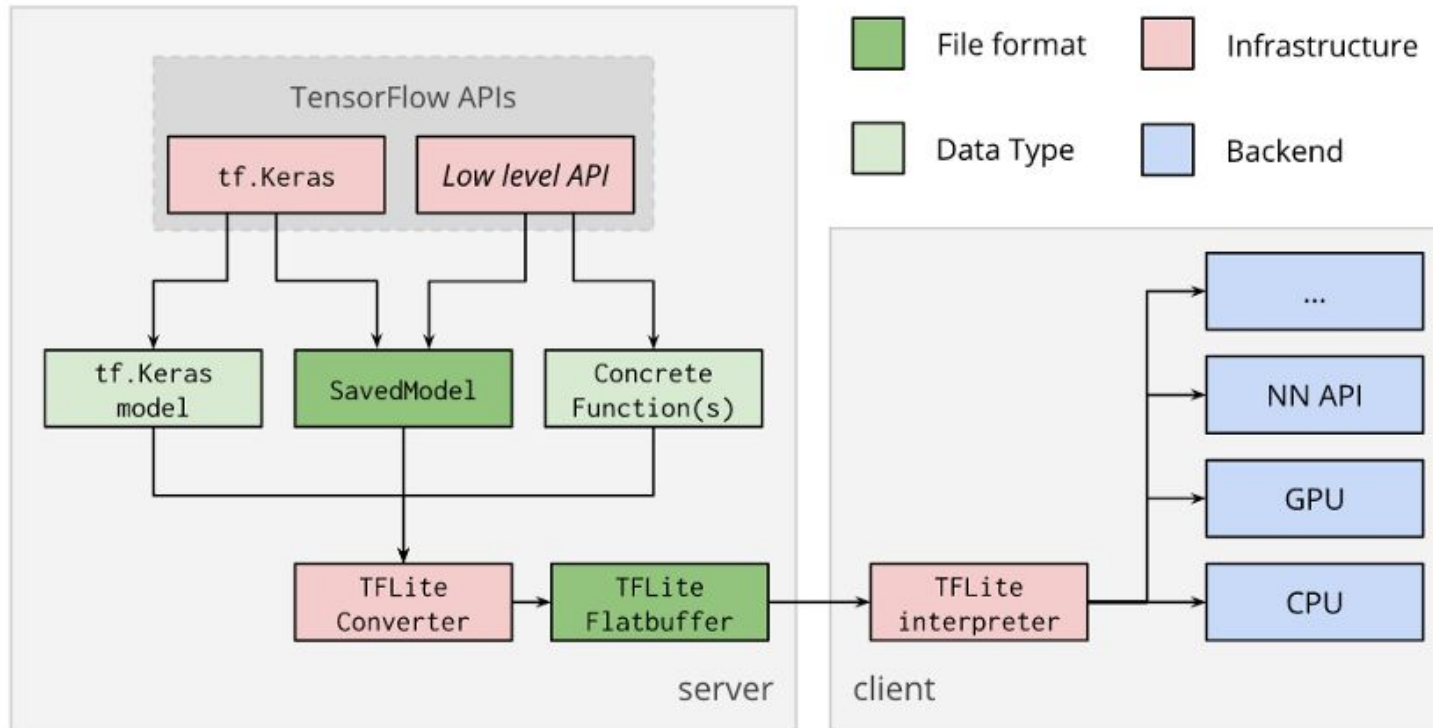 TensorFlow APIs
tf.Keras
Low level API
tf.Keras
model
SavedModel
Concrete
Function(s)
TFLite
Converter
TFLite
Flatbuffer
server
File format
Infrastructure
Data Type
Backend
...
NN API
GPU
CPU
TFLite
interpreter
client